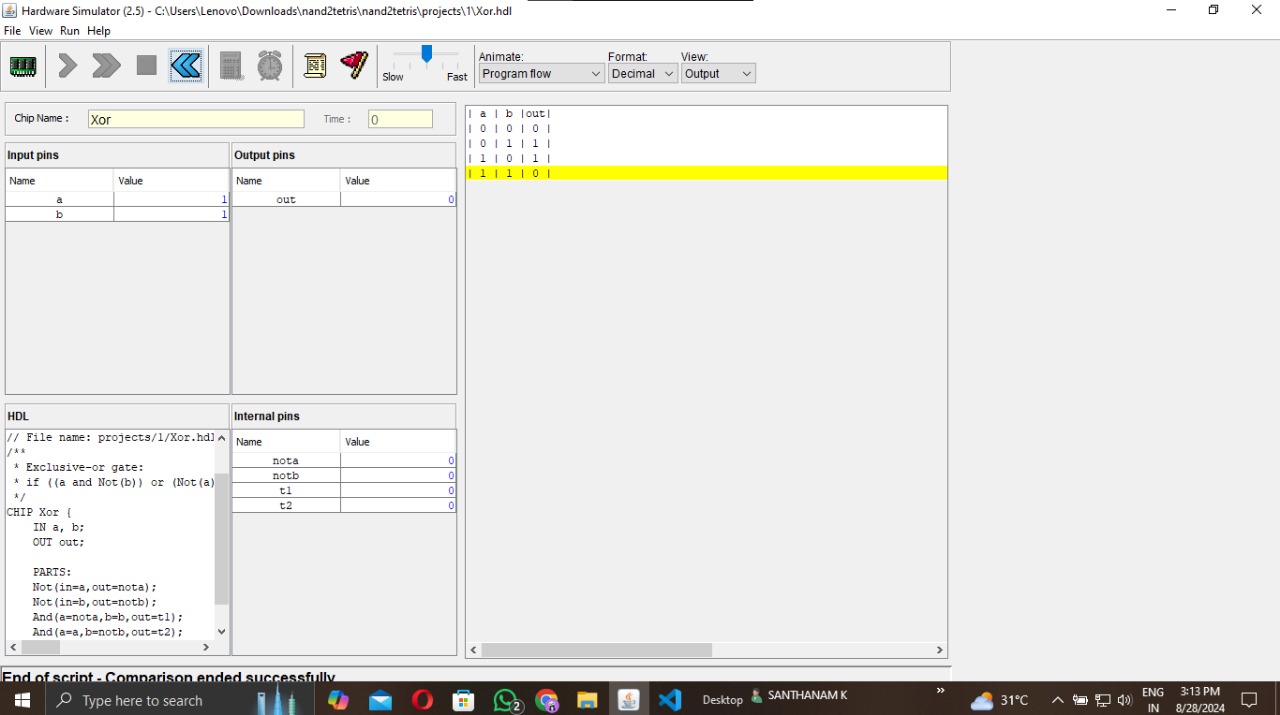 Hardware Simulator (2.5) - C:\Users\Lenovo\Downloads\nand2tetris\nand2tetris\projects\1\Xor.hdl
File View Run Help
Slow Fast
Animate: Format: View:
Program flow Decimal Output
Chip Name : Xor Time : 0
Input pins
Name Value
a 1
b 1
Output pins
Name Value
out 0
| a | b |out|
| 0 | 0 | 0 |
| 0 | 1 | 1 |
| 1 | 0 | 1 |
| 1 | 1 | 0 |
HDL
// File name: projects/1/Xor.hdl
/**
* Exclusive-or gate:
* if ((a and Not(b)) or (Not(a)
*/
CHIP Xor {
IN a, b;
OUT out;
PARTS:
Not(in=a,out=nota);
Not(in=b,out=notb);
And(a=nota,b=b,out=t1);
And(a=a,b=notb,out=t2);
Internal pins
Name Value
nota 0
notb 0
t1 0
t2 0
End of script - Comparison ended successfully
Type here to search
2
Desktop
SANTHANAM K
»
31°C
ENG
IN
3:13 PM
8/28/2024